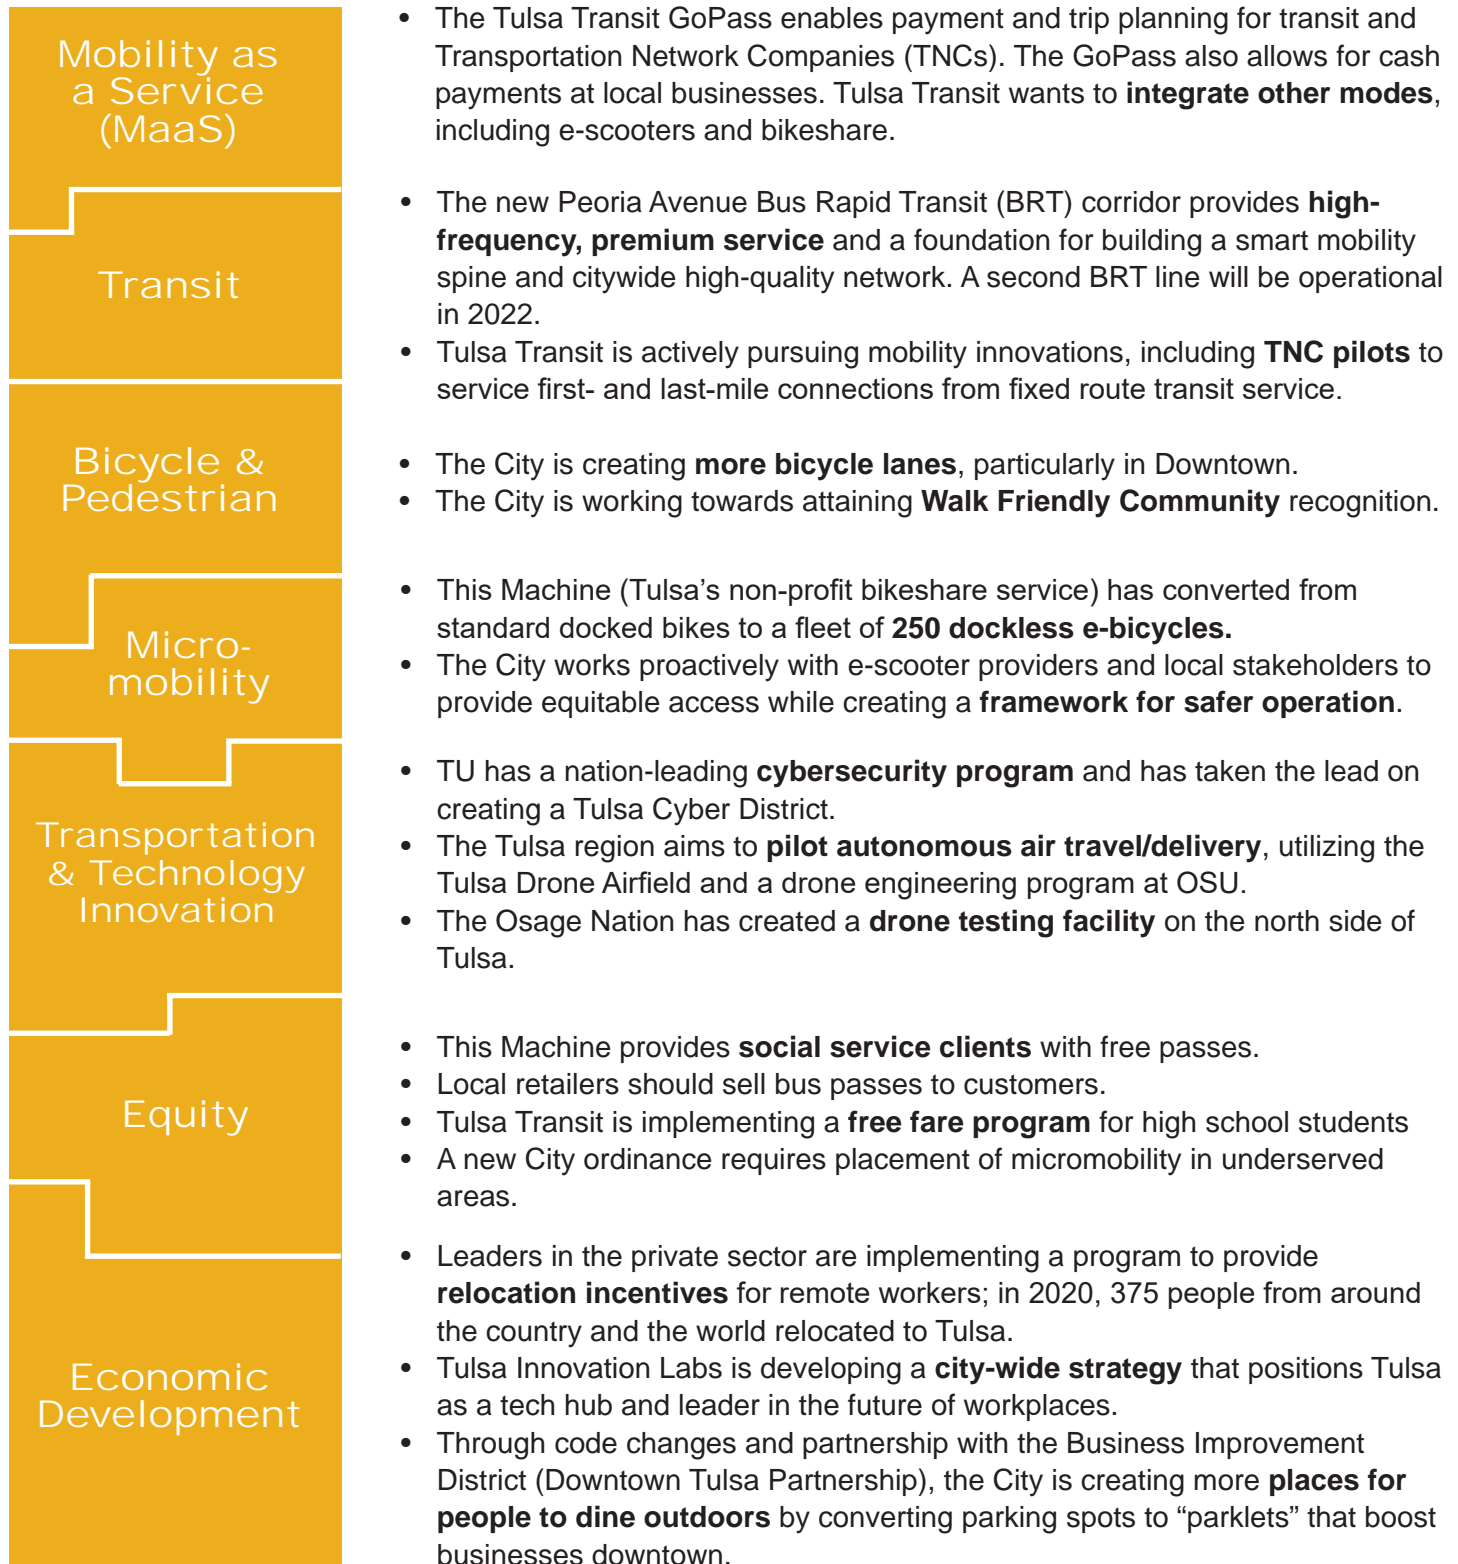 Mobility as
a Service
(MaaS)
• The Tulsa Transit GoPass enables payment and trip planning for transit and
Transportation Network Companies (TNCs). The GoPass also allows for cash
payments at local businesses. Tulsa Transit wants to integrate other modes,
including e-scooters and bikeshare.
Transit
• The new Peoria Avenue Bus Rapid Transit (BRT) corridor provides high-
frequency, premium service and a foundation for building a smart mobility
spine and citywide high-quality network. A second BRT line will be operational
in 2022.
• Tulsa Transit is actively pursuing mobility innovations, including TNC pilots to
service first- and last-mile connections from fixed route transit service.
Bicycle &
Pedestrian
• The City is creating more bicycle lanes, particularly in Downtown.
• The City is working towards attaining Walk Friendly Community recognition.
Micro-
mobility
• This Machine (Tulsa’s non-profit bikeshare service) has converted from
standard docked bikes to a fleet of 250 dockless e-bicycles.
• The City works proactively with e-scooter providers and local stakeholders to
provide equitable access while creating a framework for safer operation.
Transportation
& Technology
Innovation
• TU has a nation-leading cybersecurity program and has taken the lead on
creating a Tulsa Cyber District.
• The Tulsa region aims to pilot autonomous air travel/delivery, utilizing the
Tulsa Drone Airfield and a drone engineering program at OSU.
• The Osage Nation has created a drone testing facility on the north side of
Tulsa.
Equity
• This Machine provides social service clients with free passes.
• Local retailers should sell bus passes to customers.
• Tulsa Transit is implementing a free fare program for high school students
• A new City ordinance requires placement of micromobility in underserved
areas.
Economic
Development
• Leaders in the private sector are implementing a program to provide
relocation incentives for remote workers; in 2020, 375 people from around
the country and the world relocated to Tulsa.
• Tulsa Innovation Labs is developing a city-wide strategy that positions Tulsa
as a tech hub and leader in the future of workplaces.
• Through code changes and partnership with the Business Improvement
District (Downtown Tulsa Partnership), the City is creating more places for
people to dine outdoors by converting parking spots to “parklets” that boost
businesses downtown.